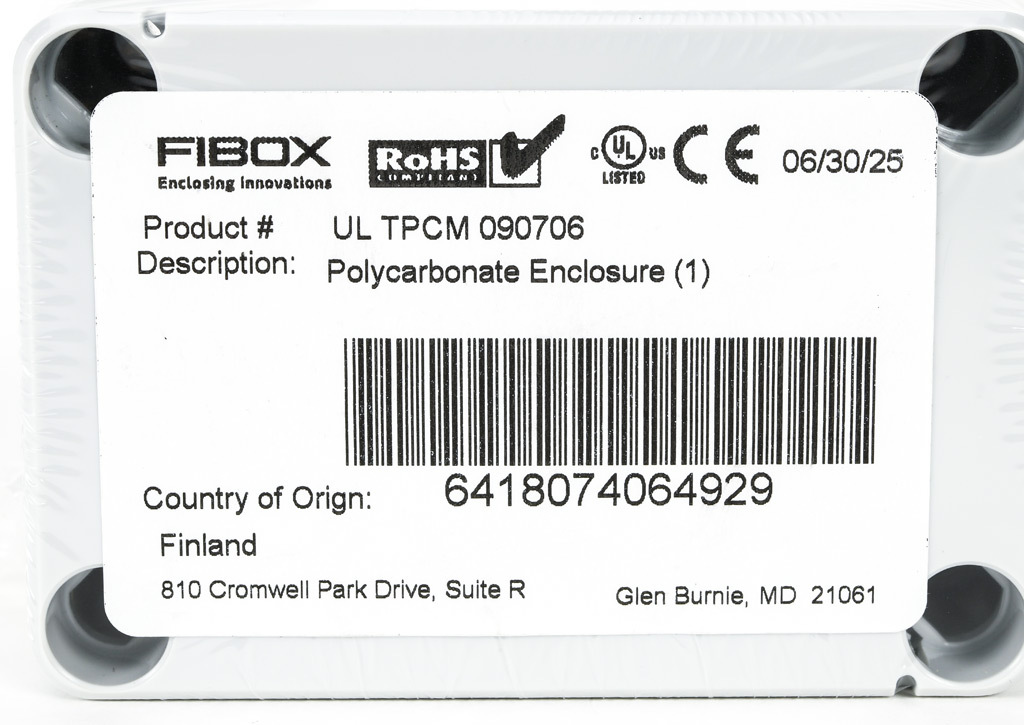 FIBOX
Enclosing Innovations
RoHS
COMPLIANT
C UL US
LISTED
CE
06/30/25
Product # UL TPCM 090706
Description: Polycarbonate Enclosure (1)
6418074064929
Country of Orign:
Finland
810 Cromwell Park Drive, Suite R Glen Burnie, MD 21061